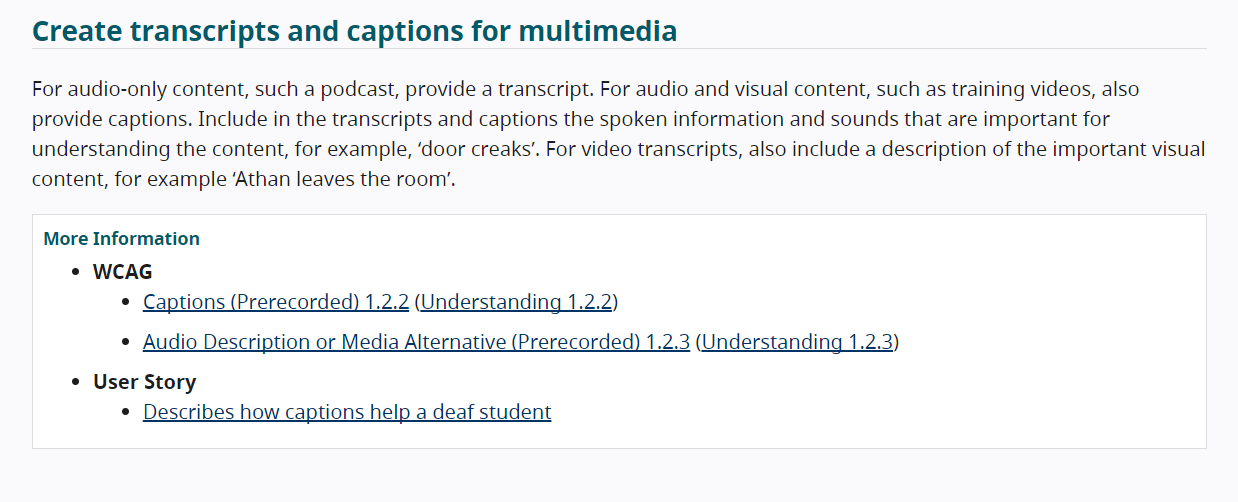 Create transcripts and captions for multimedia
For audio-only content, such a podcast, provide a transcript. For audio and visual content, such as training videos, also
provide captions. Include in the transcripts and captions the spoken information and sounds that are important for
understanding the content, for example, ‘door creaks’. For video transcripts, also include a description of the important visual
content, for example ‘Athan leaves the room’.
More Information
• WCAG
• Captions (Prerecorded) 1.2.2 (Understanding 1.2.2)
• Audio Description or Media Alternative (Prerecorded) 1.2.3 (Understanding 1.2.3)
• User Story
• Describes how captions help a deaf student